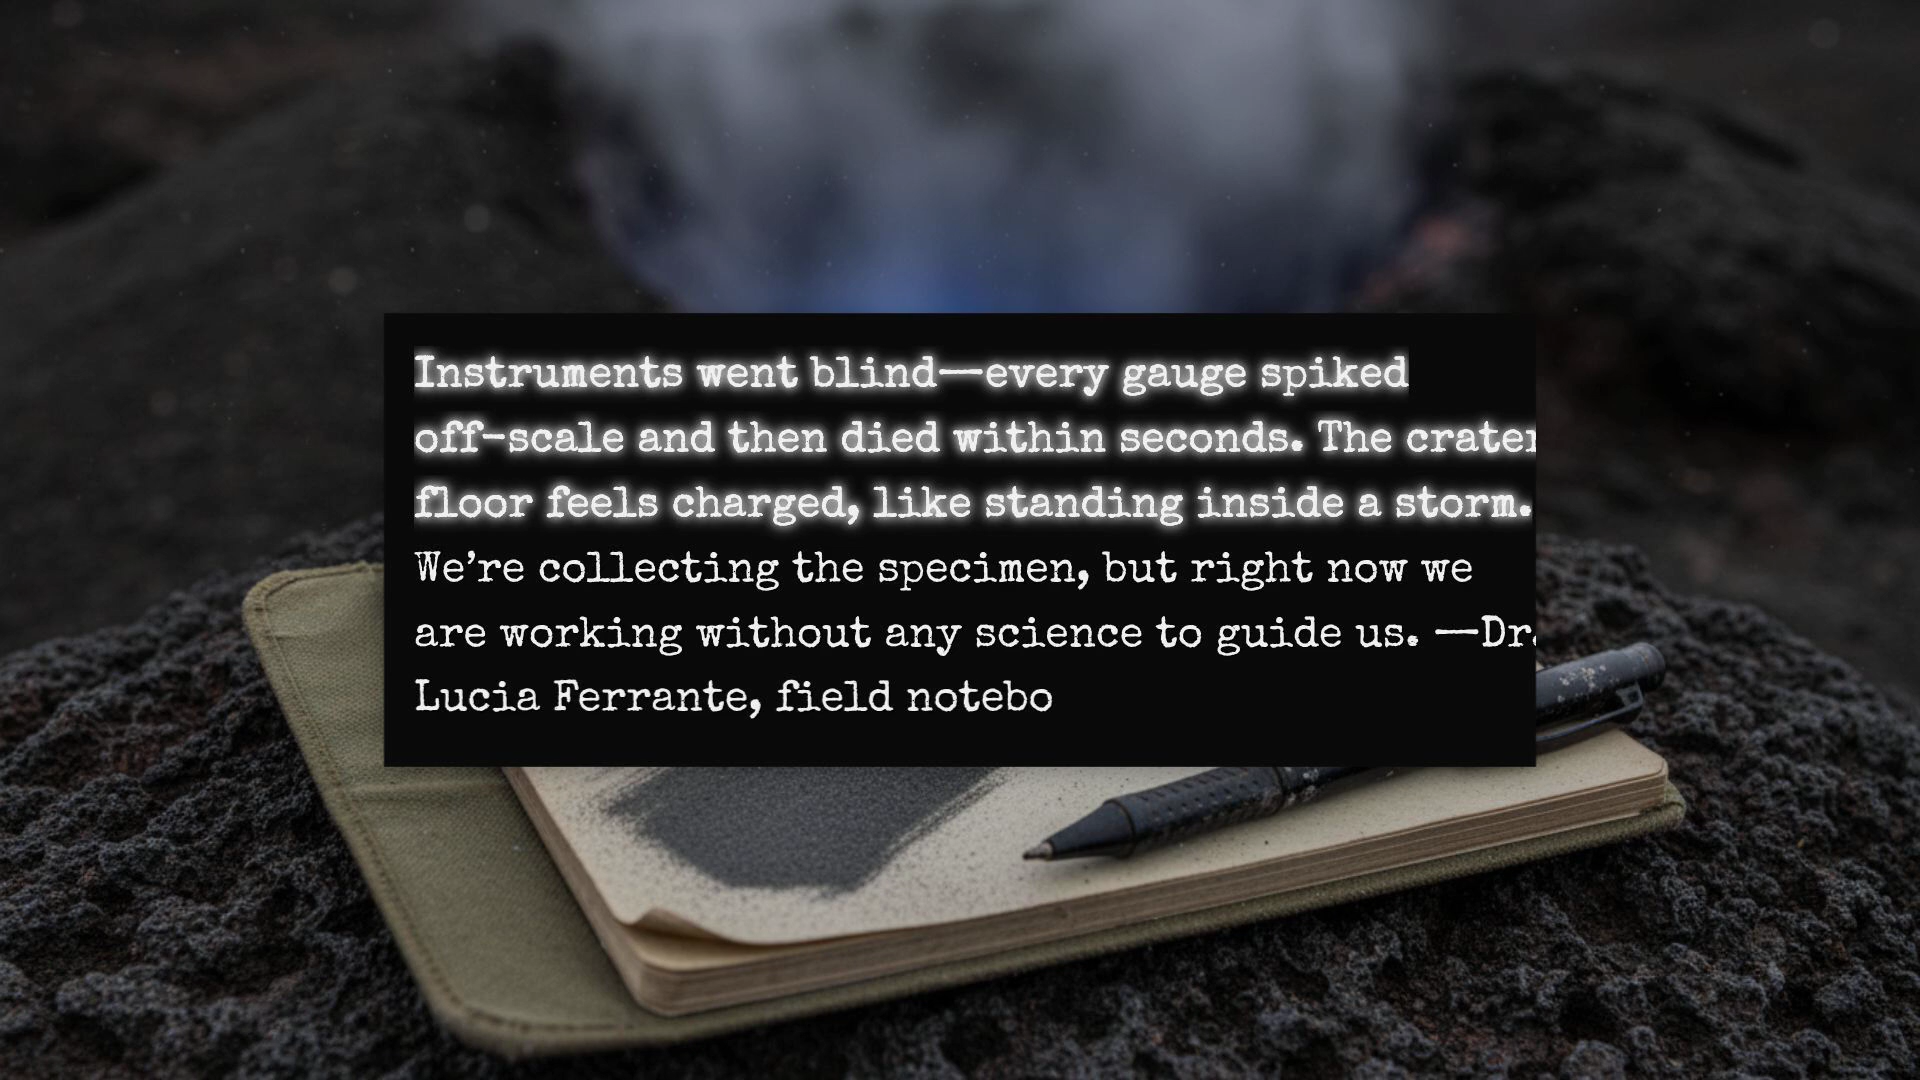 Instruments went blind—every gauge spiked
off-scale and then died within seconds. The crater
floor feels charged, like standing inside a storm.
We’re collecting the specimen, but right now we
are working without any science to guide us. —Dr.
Lucia Ferrante, field notebo